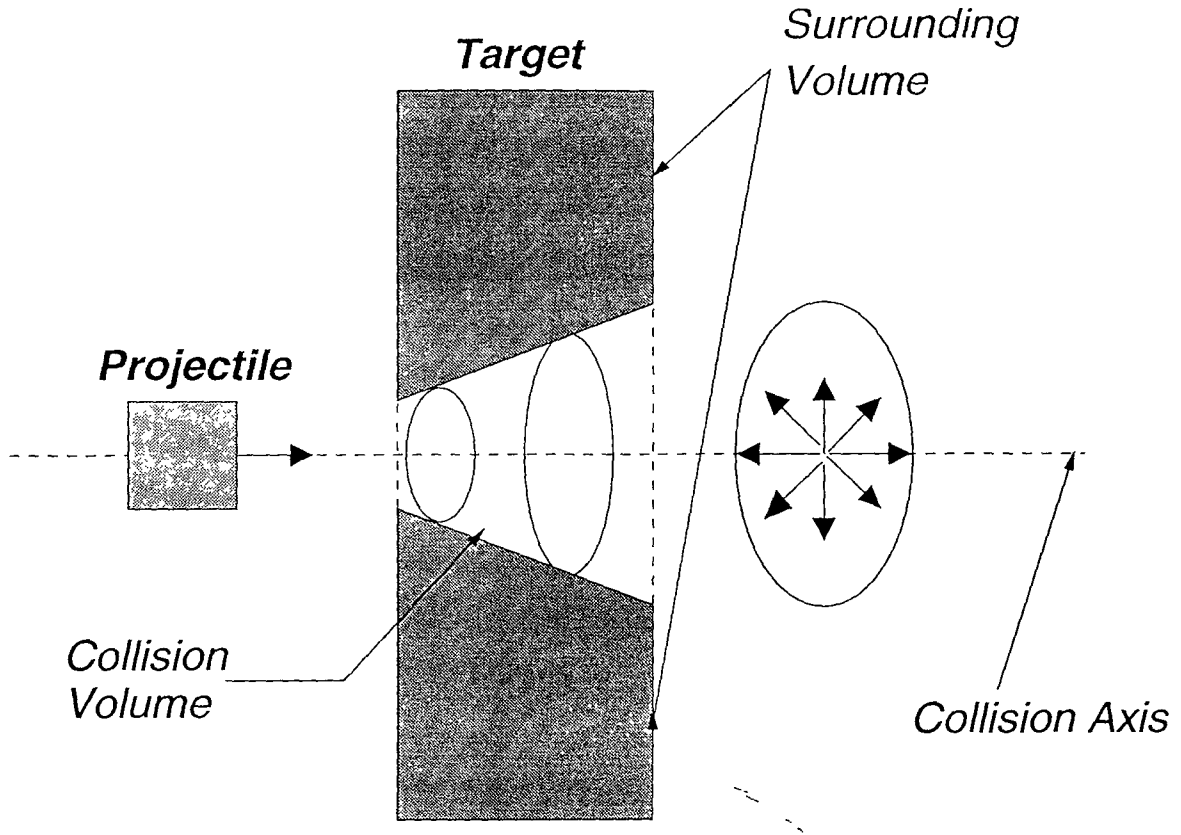 Surrounding
Volume
Target
Projectile
Collision
Volume
Collision Axis